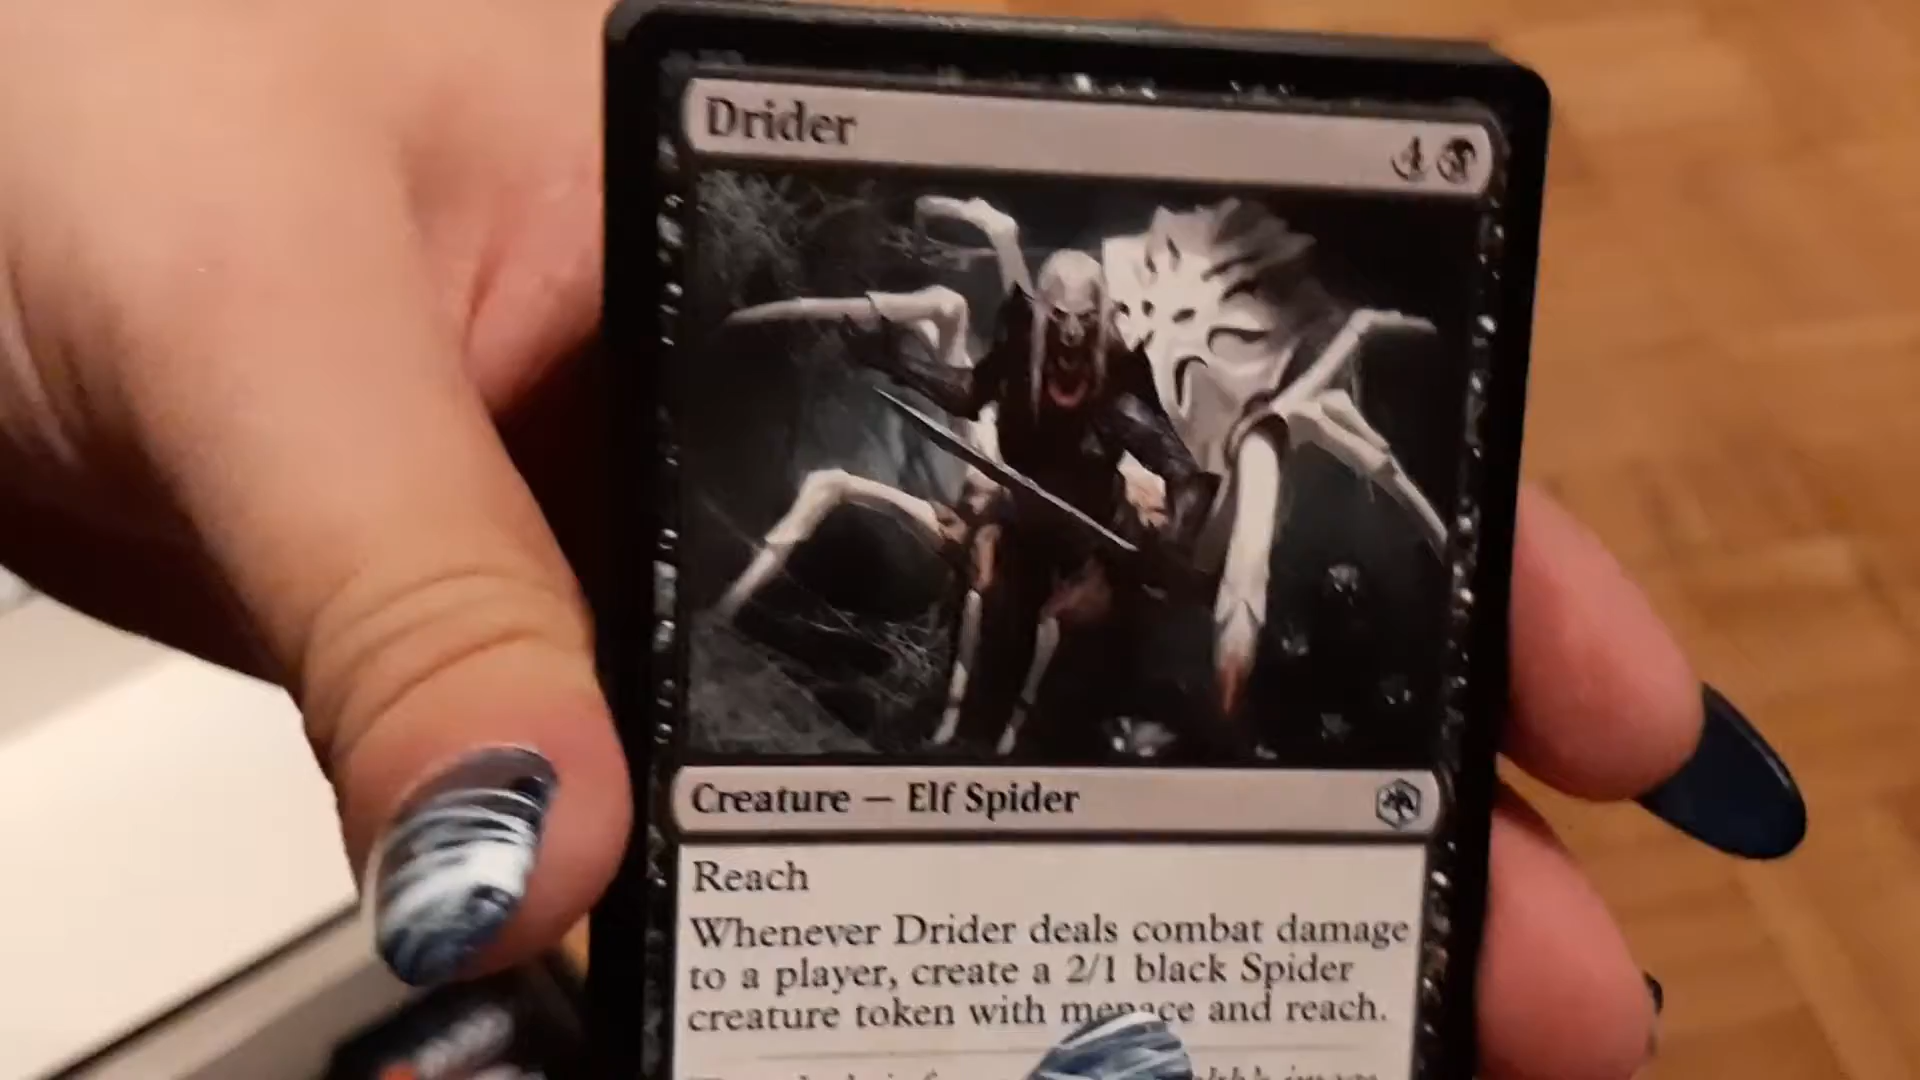 Drider 4
Creature — Elf Spider
Reach
Whenever Drider deals combat damage
to a player, create a 2/1 black Spider
creature token with menace and reach.